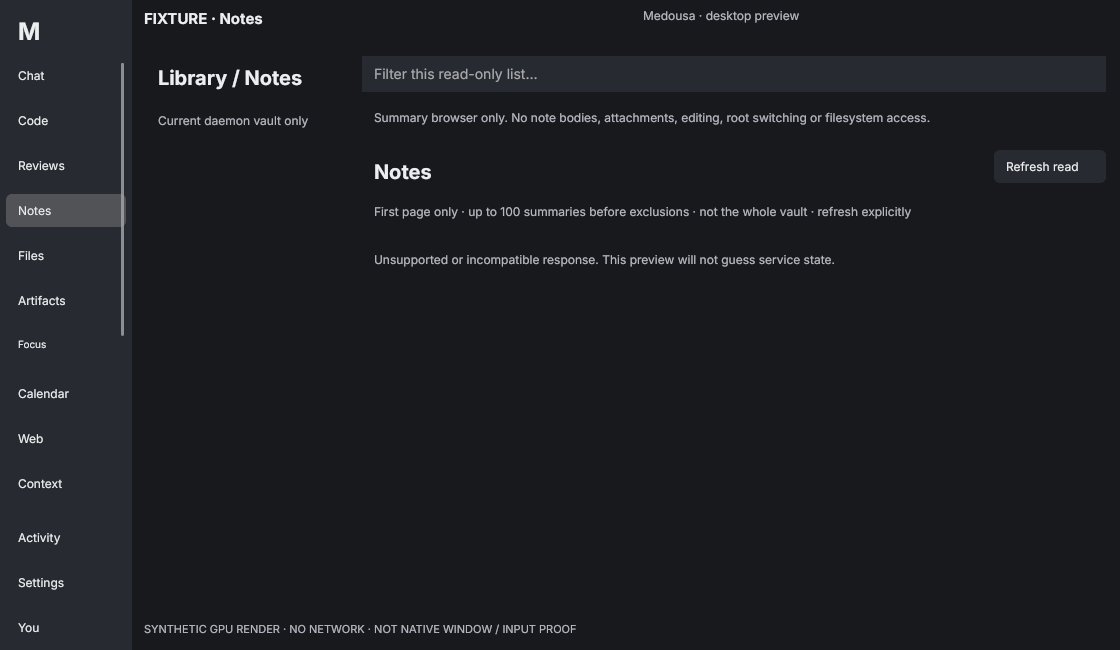 M
Chat
Code
Reviews
Notes
Files
Artifacts
Focus
Calendar
Web
Context
Activity
Settings
You
FIXTURE · Notes
Medousa · desktop preview
Library / Notes
Current daemon vault only
Filter this read-only list...
Summary browser only. No note bodies, attachments, editing, root switching or filesystem access.
Notes
Refresh read
First page only · up to 100 summaries before exclusions · not the whole vault · refresh explicitly
Unsupported or incompatible response. This preview will not guess service state.
SYNTHETIC GPU RENDER · NO NETWORK · NOT NATIVE WINDOW / INPUT PROOF